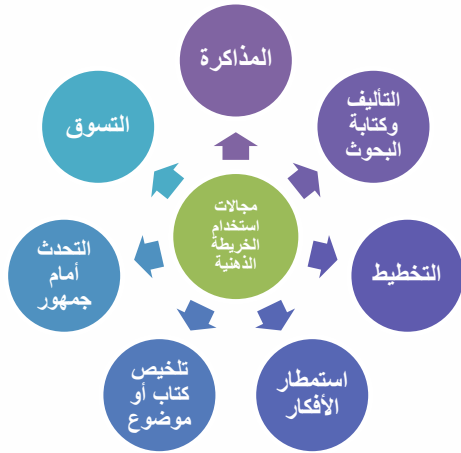 مجالات
استخدام
الخريطة
الذهنية
المذاكرة
التأليف
وكتابة
البحوث
التخطيط
استمطار
الأفكار
تلخيص
كتاب أو
موضوع
التحدث
أمام
جمهور
التسوق